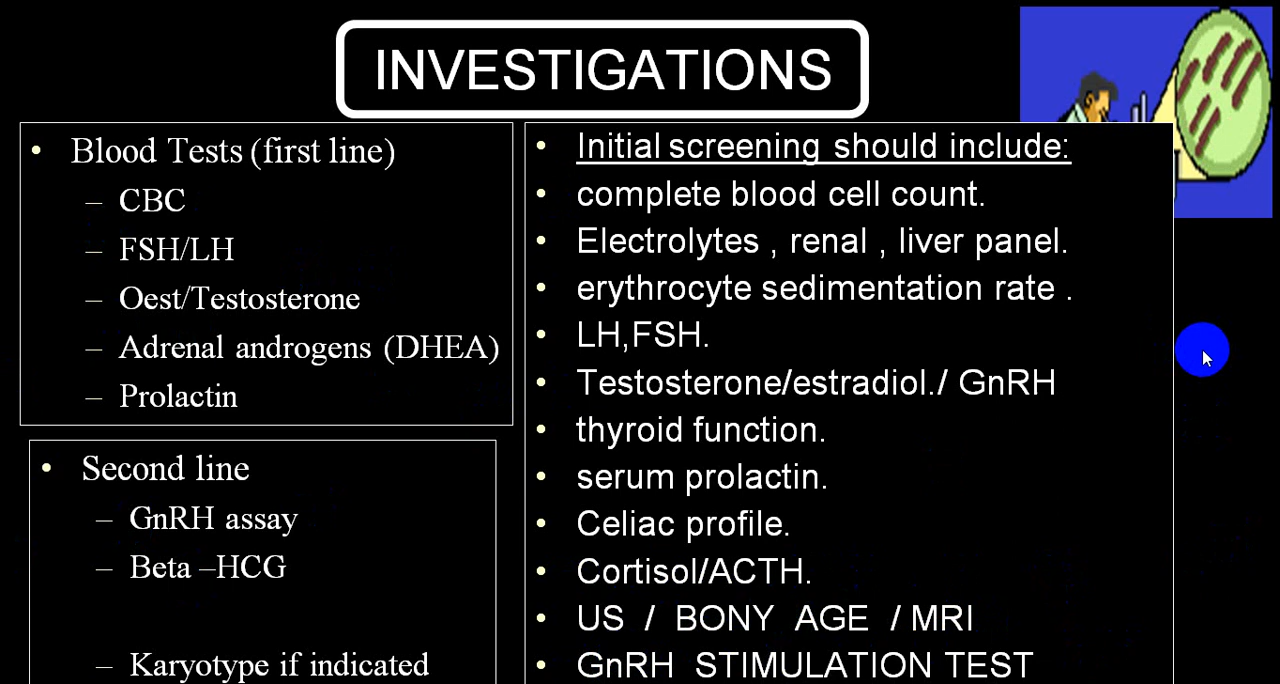 INVESTIGATIONS
• Blood Tests (first line)
– CBC
– FSH/LH
– Oest/Testosterone
– Adrenal androgens (DHEA)
– Prolactin
• Second line
– GnRH assay
– Beta –HCG
– Karyotype if indicated
• Initial screening should include:
• complete blood cell count.
• Electrolytes , renal , liver panel.
• erythrocyte sedimentation rate .
• LH,FSH.
• Testosterone/estradiol./ GnRH
• thyroid function.
• serum prolactin.
• Celiac profile.
• Cortisol/ACTH.
• US / BONY AGE / MRI
• GnRH STIMULATION TEST